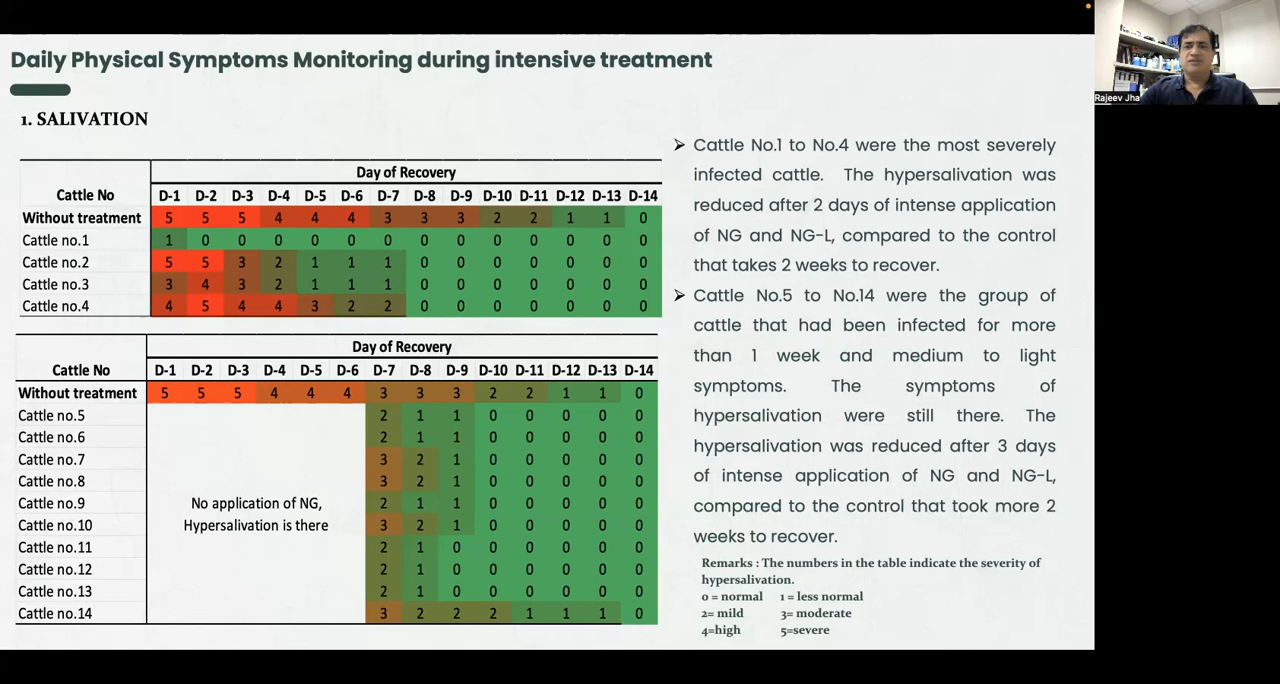 Daily Physical Symptoms Monitoring during intensive treatment
Rajeev Jha
1. SALIVATION
Day of Recovery
Cattle No D-1 D-2 D-3 D-4 D-5 D-6 D-7 D-8 D-9 D-10 D-11 D-12 D-13 D-14
Without treatment 5 5 5 4 4 4 3 3 3 2 2 1 1 0
Cattle no.1 1 0 0 0 0 0 0 0 0 0 0 0 0 0
Cattle no.2 5 5 3 2 1 1 1 0 0 0 0 0 0 0
Cattle no.3 3 4 3 2 1 1 1 0 0 0 0 0 0 0
Cattle no.4 4 5 4 4 3 2 2 0 0 0 0 0 0 0
Day of Recovery
Cattle No D-1 D-2 D-3 D-4 D-5 D-6 D-7 D-8 D-9 D-10 D-11 D-12 D-13 D-14
Without treatment 5 5 5 4 4 4 3 3 3 2 2 1 1 0
Cattle no.5 2 1 1 0 0 0 0 0
Cattle no.6 2 1 1 0 0 0 0 0
Cattle no.7 3 2 1 0 0 0 0 0
Cattle no.8 3 2 1 0 0 0 0 0
Cattle no.9 No application of NG, 2 1 1 0 0 0 0 0
Cattle no.10 Hypersalivation is there 3 2 1 0 0 0 0 0
Cattle no.11 2 1 0 0 0 0 0 0
Cattle no.12 2 1 0 0 0 0 0 0
Cattle no.13 2 1 0 0 0 0 0 0
Cattle no.14 3 2 2 2 1 1 1 0
➢ Cattle No.1 to No.4 were the most severely
infected cattle. The hypersalivation was
reduced after 2 days of intense application
of NG and NG-L, compared to the control
that takes 2 weeks to recover.
➢ Cattle No.5 to No.14 were the group of
cattle that had been infected for more
than 1 week and medium to light
symptoms. The symptoms of
hypersalivation were still there. The
hypersalivation was reduced after 3 days
of intense application of NG and NG-L,
compared to the control that took more 2
weeks to recover.
Remarks : The numbers in the table indicate the severity of
hypersalivation.
0 = normal 1 = less normal
2= mild 3= moderate
4=high 5=severe